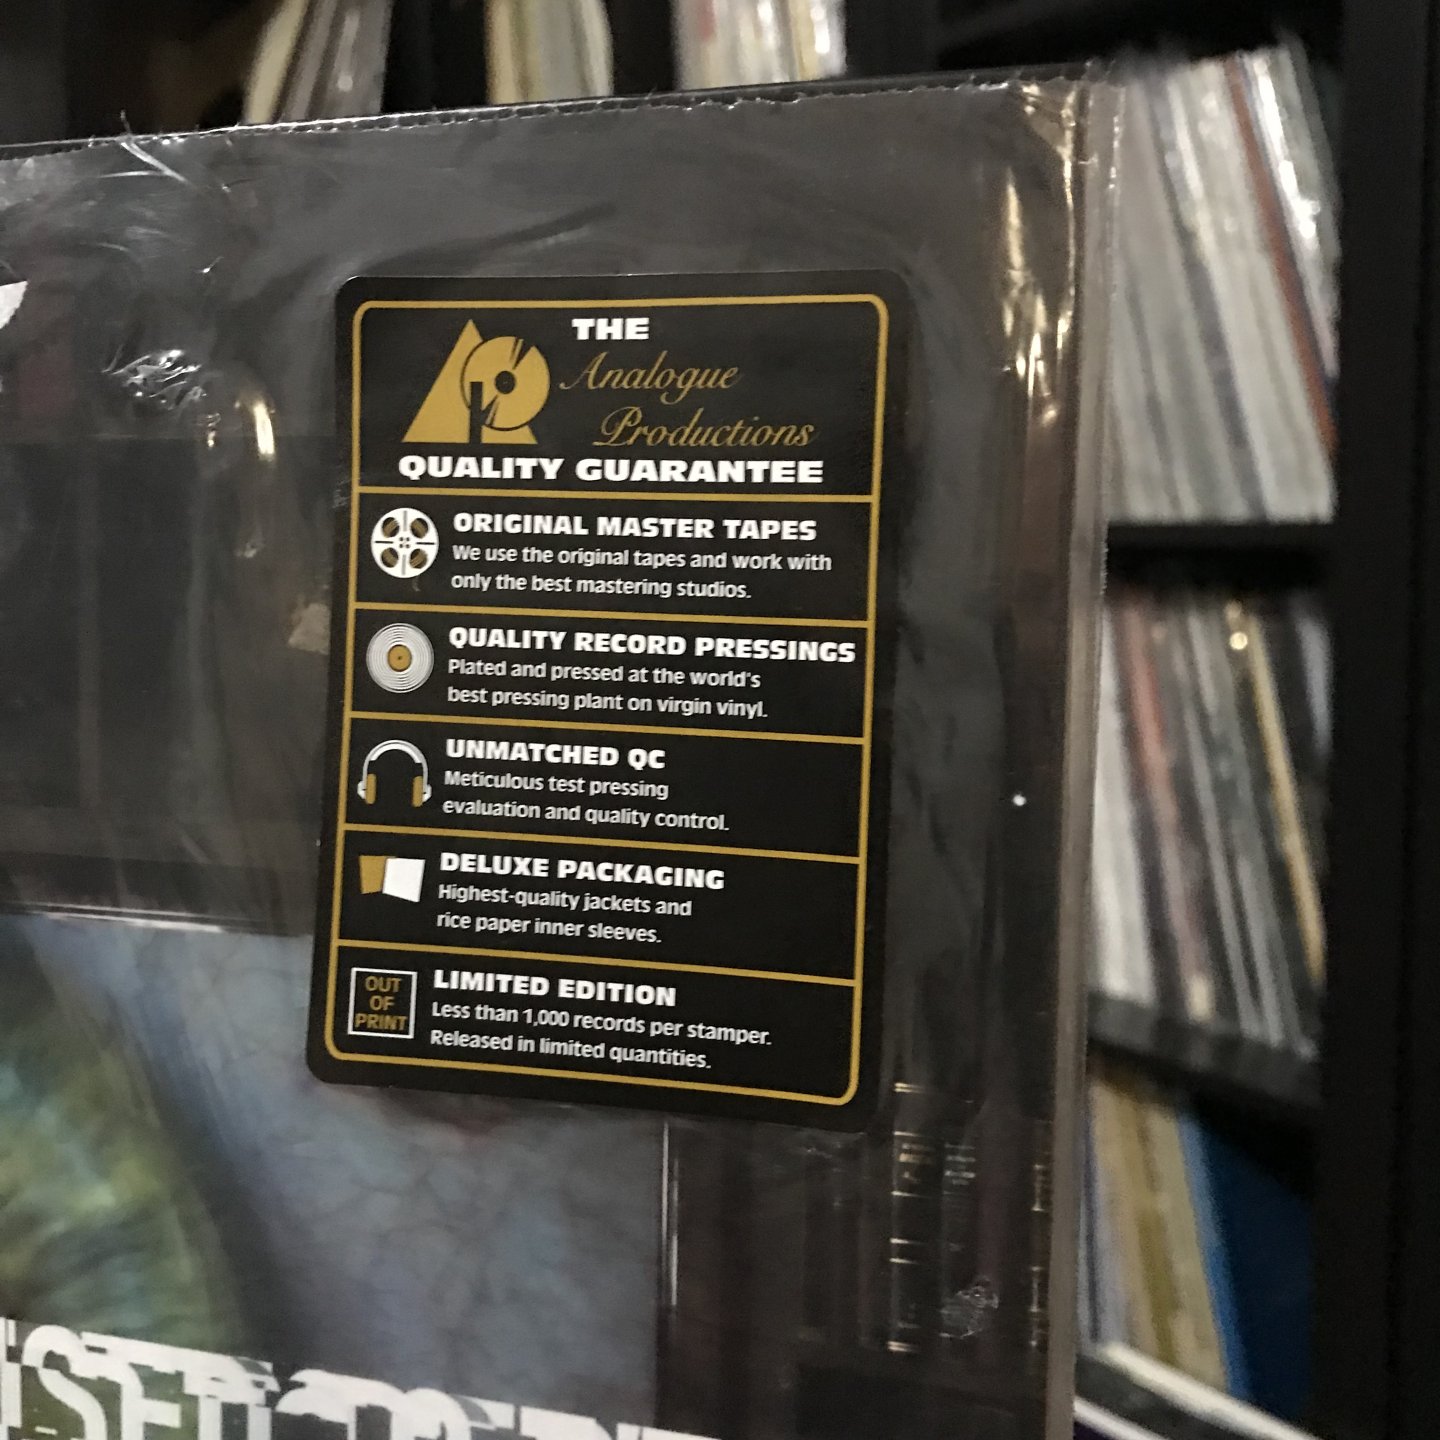 THE
Analogue
Productions
QUALITY GUARANTEE
ORIGINAL MASTER TAPES
We use the original tapes and work with
only the best mastering studios.
QUALITY RECORD PRESSINGS
Plated and pressed at the world's
best pressing plant on virgin vinyl.
UNMATCHED QC
Meticulous test pressing
evaluation and quality control.
DELUXE PACKAGING
Highest-quality jackets and
rice paper inner sleeves.
OUT
OF
PRINT
LIMITED EDITION
Less than 1,000 records per stamper.
Released in limited quantities.